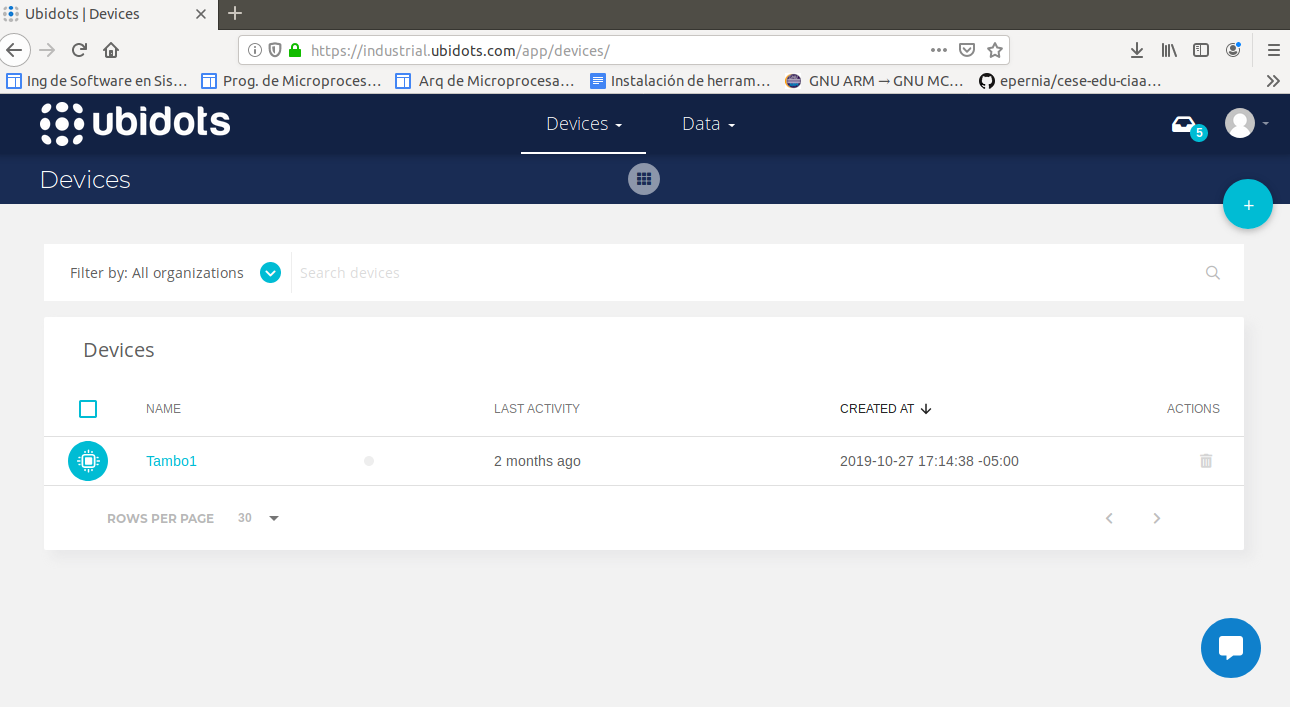 Ubidots | Devices
https://industrial.ubidots.com/app/devices/
Ing de Software en Sis… Prog. de Microproces… Arq de Microprocesa… Instalación de herram… GNU ARM → GNU MC… epernia/cese-edu-ciaa…
ubidots Devices Data 5
Devices
+
Filter by: All organizations Search devices
Devices
NAME LAST ACTIVITY CREATED AT ACTIONS
Tambo1 2 months ago 2019-10-27 17:14:38 -05:00
ROWS PER PAGE 30